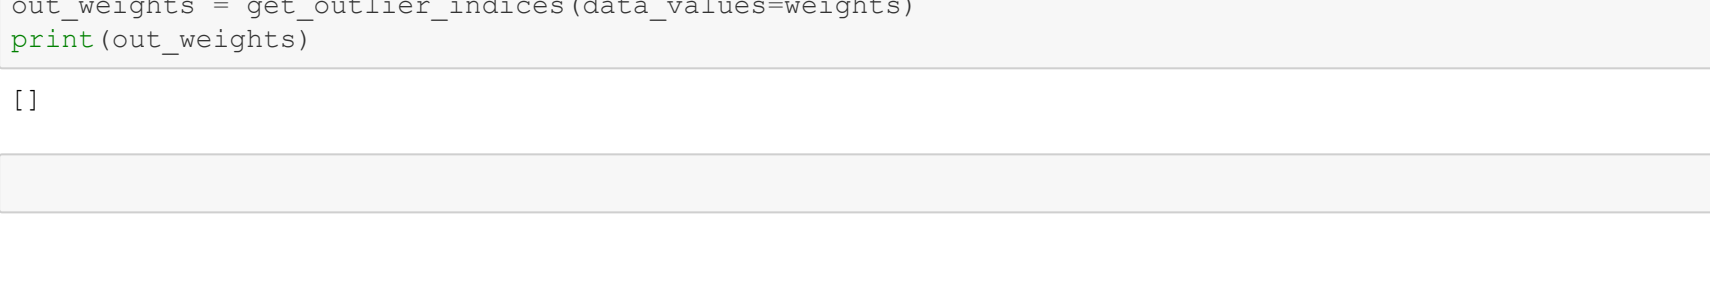 out_weights = get_outlier_indices(data_values=weights)
print(out_weights)
[]